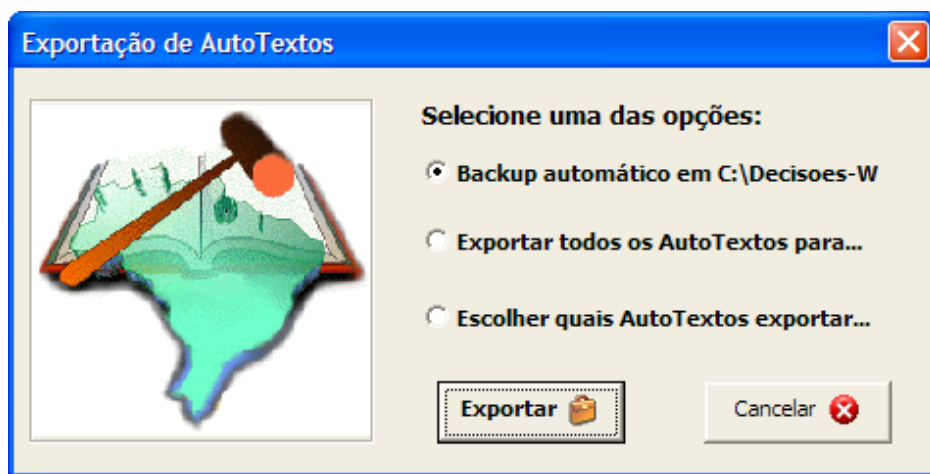 Exportação de AutoTextos
Selecione uma das opções:
Backup automático em C:\Decisoes-W
Exportar todos os AutoTextos para...
Escolher quais AutoTextos exportar...
Exportar
Cancelar